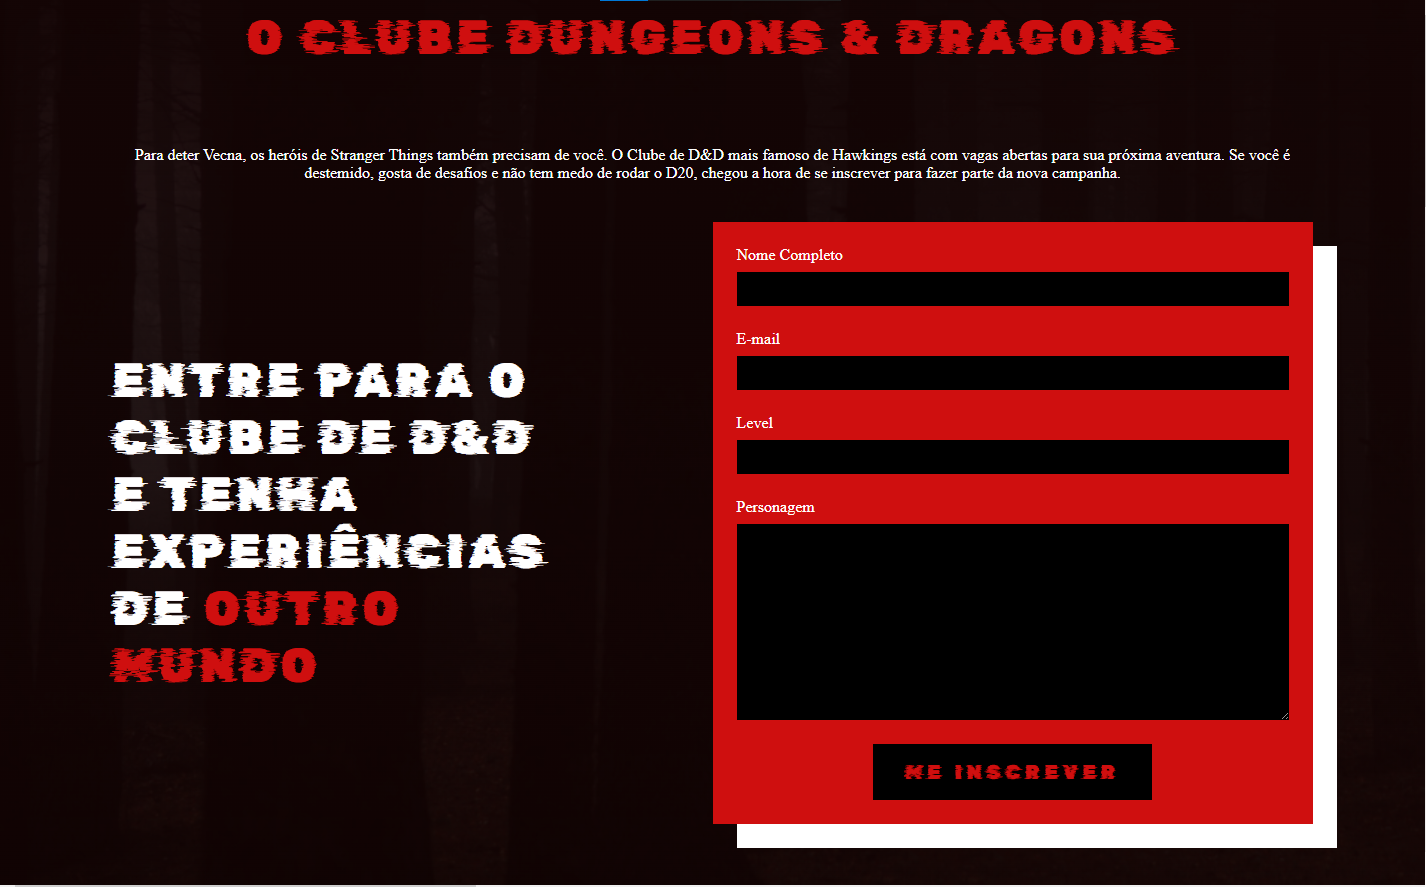 O CLUBE DUNGEONS & DRAGONS
Para deter Vecna, os heróis de Stranger Things também precisam de você. O Clube de D&D mais famoso de Hawkings está com vagas abertas para sua próxima aventura. Se você é
destemido, gosta de desafios e não tem medo de rodar o D20, chegou a hora de se inscrever para fazer parte da nova campanha.
ENTRE PARA O
CLUBE DE D&D
E TENHA
EXPERIÊNCIAS
DE OUTRO
MUNDO
Nome Completo
E-mail
Level
Personagem
ME INSCREVER